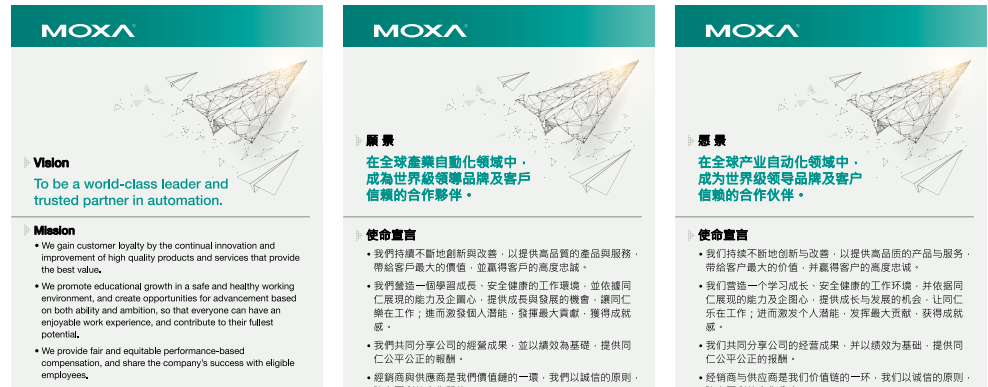 MOXA
Vision
To be a world-class leader and
trusted partner in automation.
Mission
• We gain customer loyalty by the continual innovation and
improvement of high quality products and services that provide
the best value.
• We promote educational growth in a safe and healthy working
environment, and create opportunities for advancement based
on both ability and ambition, so that everyone can have an
enjoyable work experience, and contribute to their fullest
potential.
• We provide fair and equitable performance-based
compensation, and share the company's success with eligible
employees.
MOXA
願景
在全球產業自動化領域中，
成為世界級領導品牌及客戶
信賴的合作夥伴。
使命宣言
• 我們持續不斷地創新與改善，以提供高品質的產品與服務，
帶給客戶最大的價值，並贏得客戶的高度忠誠。
• 我們營造一個學習成長、安全健康的工作環境，並依據同
仁展現的能力及企圖心，提供成長與發展的機會，讓同仁
樂在工作；進而激發個人潛能，發揮最大貢獻，獲得成就
感。
• 我們共同分享公司的經營成果，並以績效為基礎，提供同
仁公平公正的報酬。
• 經銷商與供應商是我們價值鏈的一環，我們以誠信的原則，
MOXA
愿景
在全球产业自动化领域中，
成为世界级领导品牌及客户
信赖的合作伙伴。
使命宣言
• 我们持续不断地创新与改善，以提供高品质的产品与服务，
带给客户最大的价值，并赢得客户的高度忠诚。
• 我们营造一个学习成长、安全健康的工作环境，并依据同
仁展现的能力及企图心，提供成长与发展的机会，让同仁
乐在工作；进而激发个人潜能，发挥最大贡献，获得成就
感。
• 我们共同分享公司的经营成果，并以绩效为基础，提供同
仁公平公正的报酬。
• 经销商与供应商是我们价值链的一环，我们以诚信的原则，